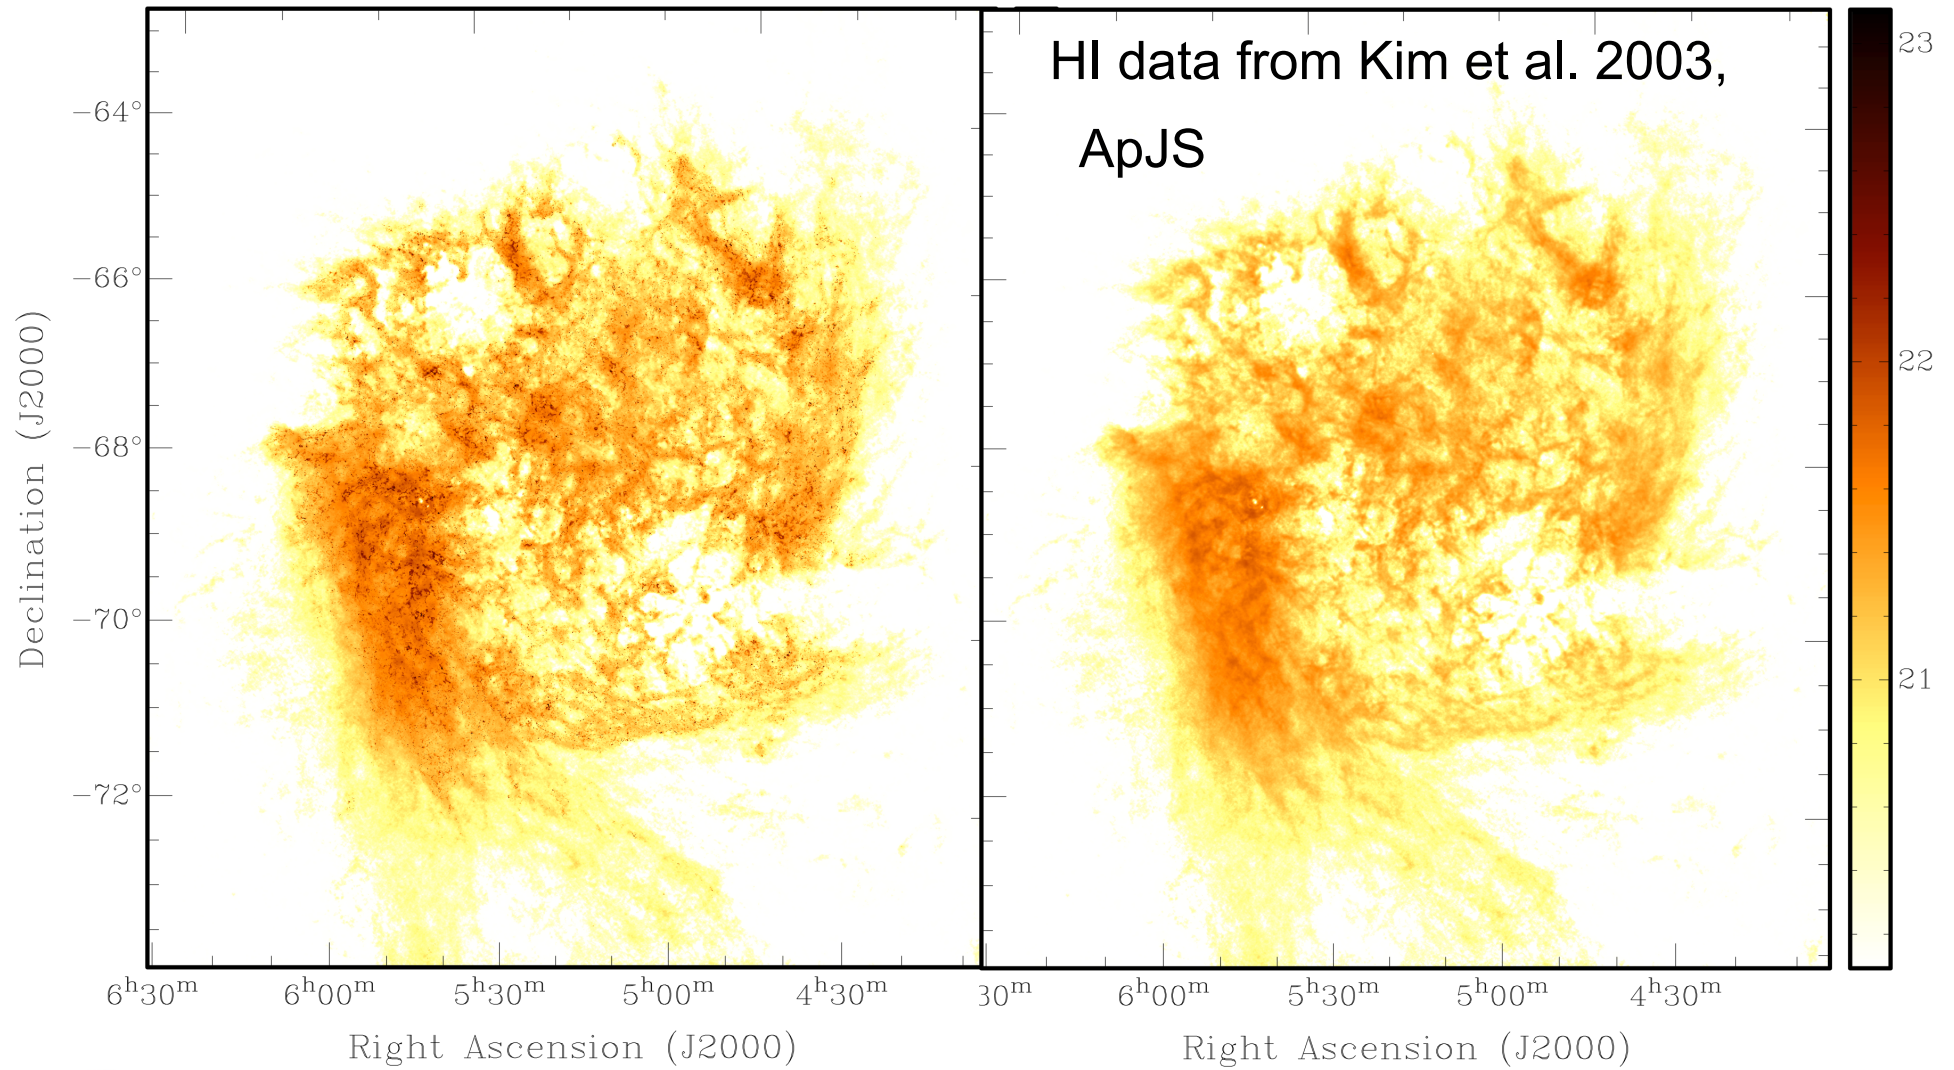 HI data from Kim et al. 2003,
ApJS
23
22
21
−64°
−66°
−68°
−70°
−72°
Declination (J2000)
6ʰ30ᵐ 6ʰ00ᵐ 5ʰ30ᵐ 5ʰ00ᵐ 4ʰ30ᵐ
30ᵐ 6ʰ00ᵐ 5ʰ30ᵐ 5ʰ00ᵐ 4ʰ30ᵐ
Right Ascension (J2000)
Right Ascension (J2000)